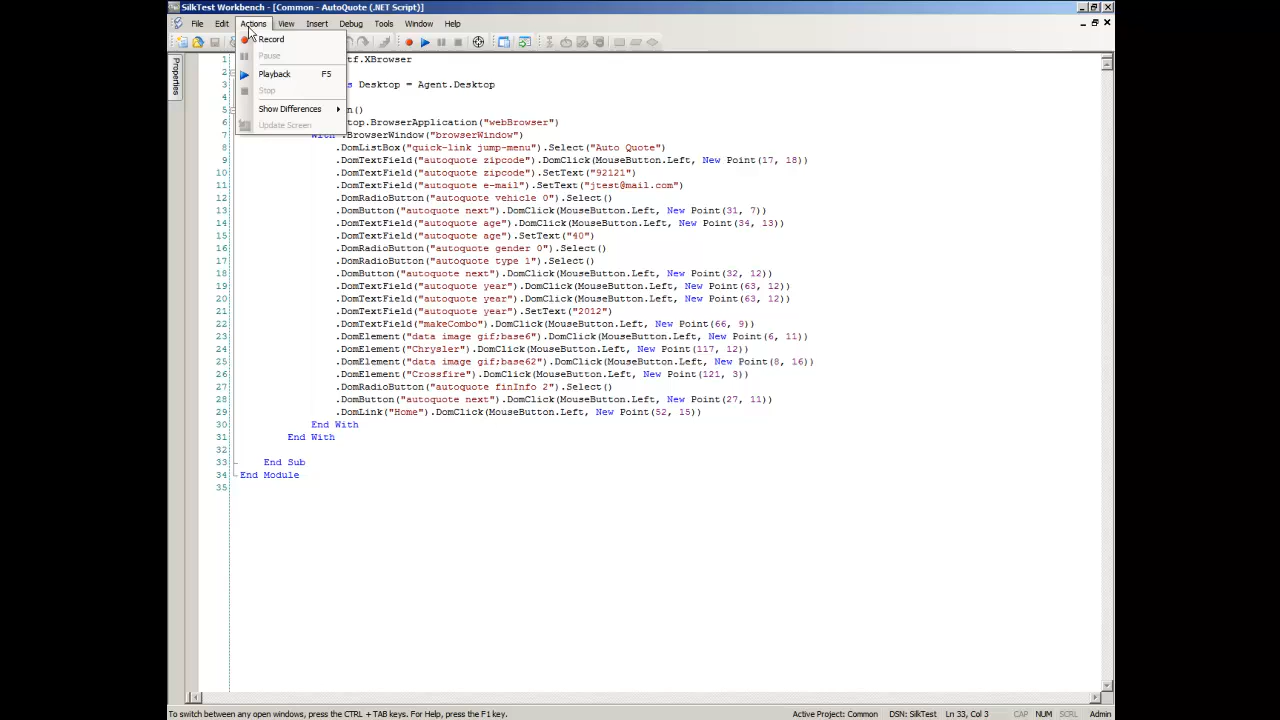 SilkTest Workbench - [Common - AutoQuote (.NET Script)]
File Edit Actions View Insert Debug Tools Window Help
Record
Pause
Playback F5
Stop
Show Differences
Update Screen
Properties
1 tf.XBrowser
2
3 s Desktop = Agent.Desktop
4
5 n()
6 top.BrowserApplication("webBrowser")
7 With .BrowserWindow("browserWindow")
8 .DomListBox("quick-link jump-menu").Select("Auto Quote")
9 .DomTextField("autoquote zipcode").DomClick(MouseButton.Left, New Point(17, 18))
10 .DomTextField("autoquote zipcode").SetText("92121")
11 .DomTextField("autoquote e-mail").SetText("jtest@mail.com")
12 .DomRadioButton("autoquote vehicle 0").Select()
13 .DomButton("autoquote next").DomClick(MouseButton.Left, New Point(31, 7))
14 .DomTextField("autoquote age").DomClick(MouseButton.Left, New Point(34, 13))
15 .DomTextField("autoquote age").SetText("40")
16 .DomRadioButton("autoquote gender 0").Select()
17 .DomRadioButton("autoquote type 1").Select()
18 .DomButton("autoquote next").DomClick(MouseButton.Left, New Point(32, 12))
19 .DomTextField("autoquote year").DomClick(MouseButton.Left, New Point(63, 12))
20 .DomTextField("autoquote year").DomClick(MouseButton.Left, New Point(63, 12))
21 .DomTextField("autoquote year").SetText("2012")
22 .DomTextField("makeCombo").DomClick(MouseButton.Left, New Point(66, 9))
23 .DomElement("data image gif;base6").DomClick(MouseButton.Left, New Point(6, 11))
24 .DomElement("Chrysler").DomClick(MouseButton.Left, New Point(117, 12))
25 .DomElement("data image gif;base62").DomClick(MouseButton.Left, New Point(8, 16))
26 .DomElement("Crossfire").DomClick(MouseButton.Left, New Point(121, 3))
27 .DomRadioButton("autoquote finInfo 2").Select()
28 .DomButton("autoquote next").DomClick(MouseButton.Left, New Point(27, 11))
29 .DomLink("Home").DomClick(MouseButton.Left, New Point(52, 15))
30 End With
31 End With
32
33 End Sub
34 End Module
35
To switch between any open windows, press the CTRL + TAB keys. For Help, press the F1 key. Active Project: Common DSN: SilkTest Ln 33, Col 3 CAP NUM SCRL Admin